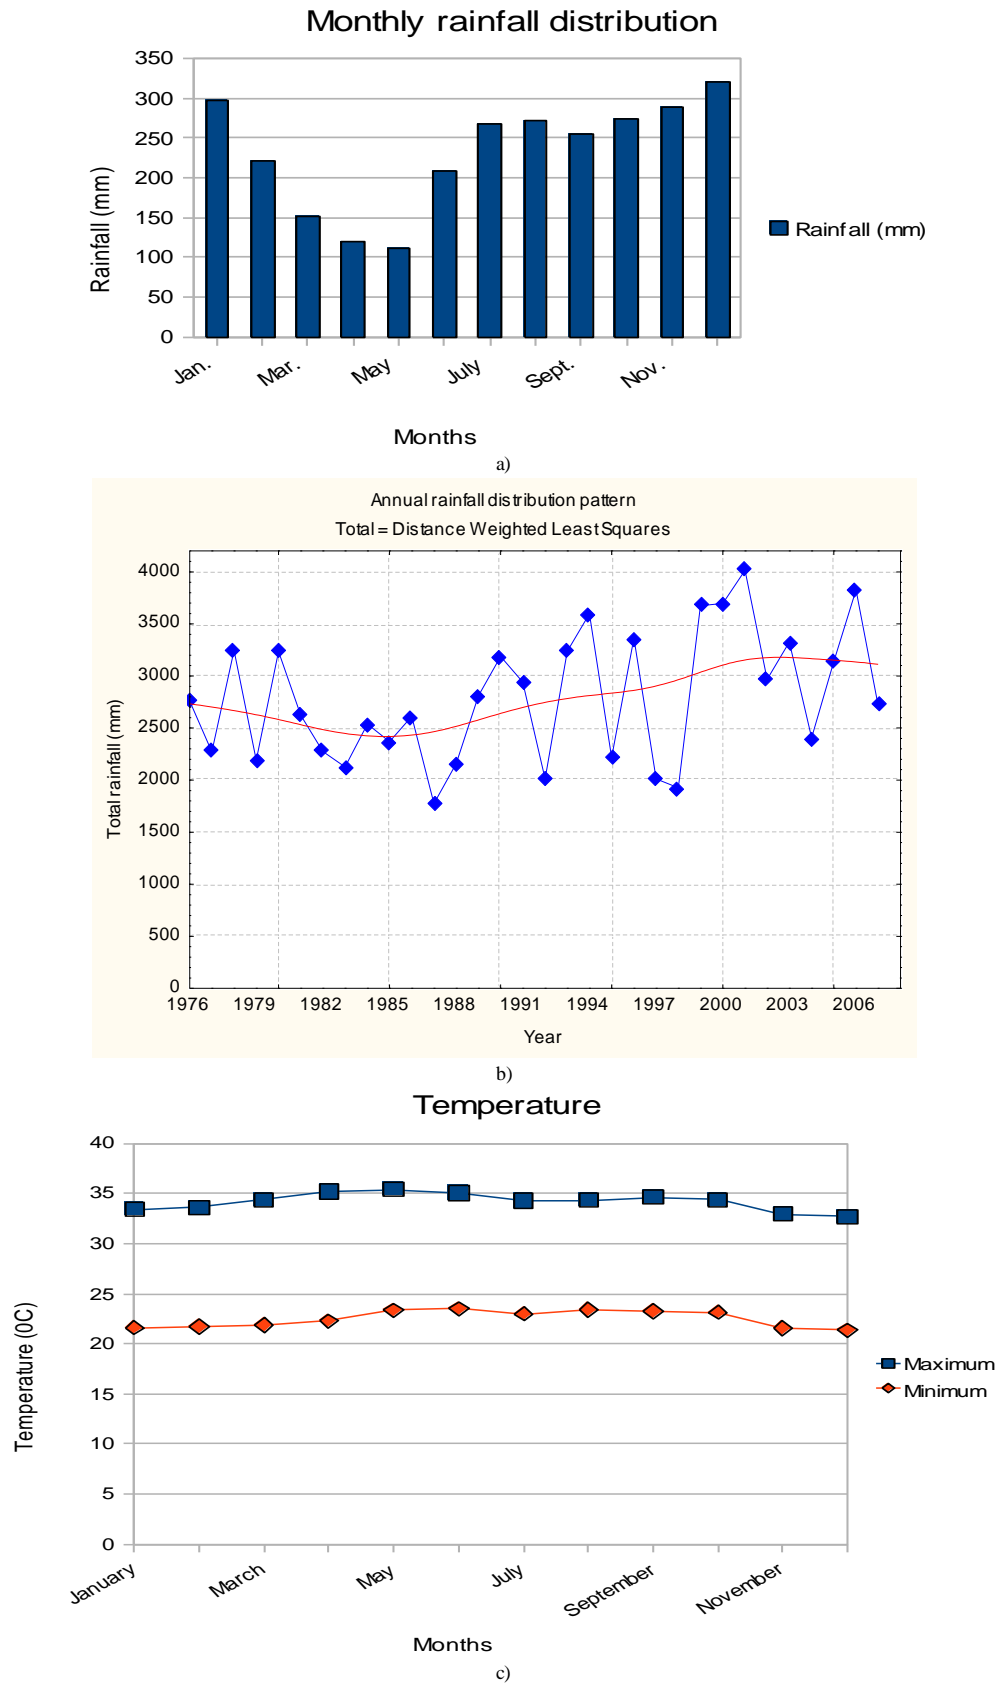 Monthly rainfall distribution
350
300
250
200
150
100
50
0
Rainfall (mm)
Rainfall (mm)
Jan.
Mar.
May
July
Sept.
Nov.
Months
a)
Annual rainfall distribution pattern
Total = Distance Weighted Least Squares
4000
3500
3000
2500
2000
1500
1000
500
0
Total rainfall (mm)
1976 1979 1982 1985 1988 1991 1994 1997 2000 2003 2006
Year
b)
Temperature
40
35
30
25
20
15
10
5
0
Temperature (0C)
Maximum
Minimum
January
March
May
July
September
November
Months
c)